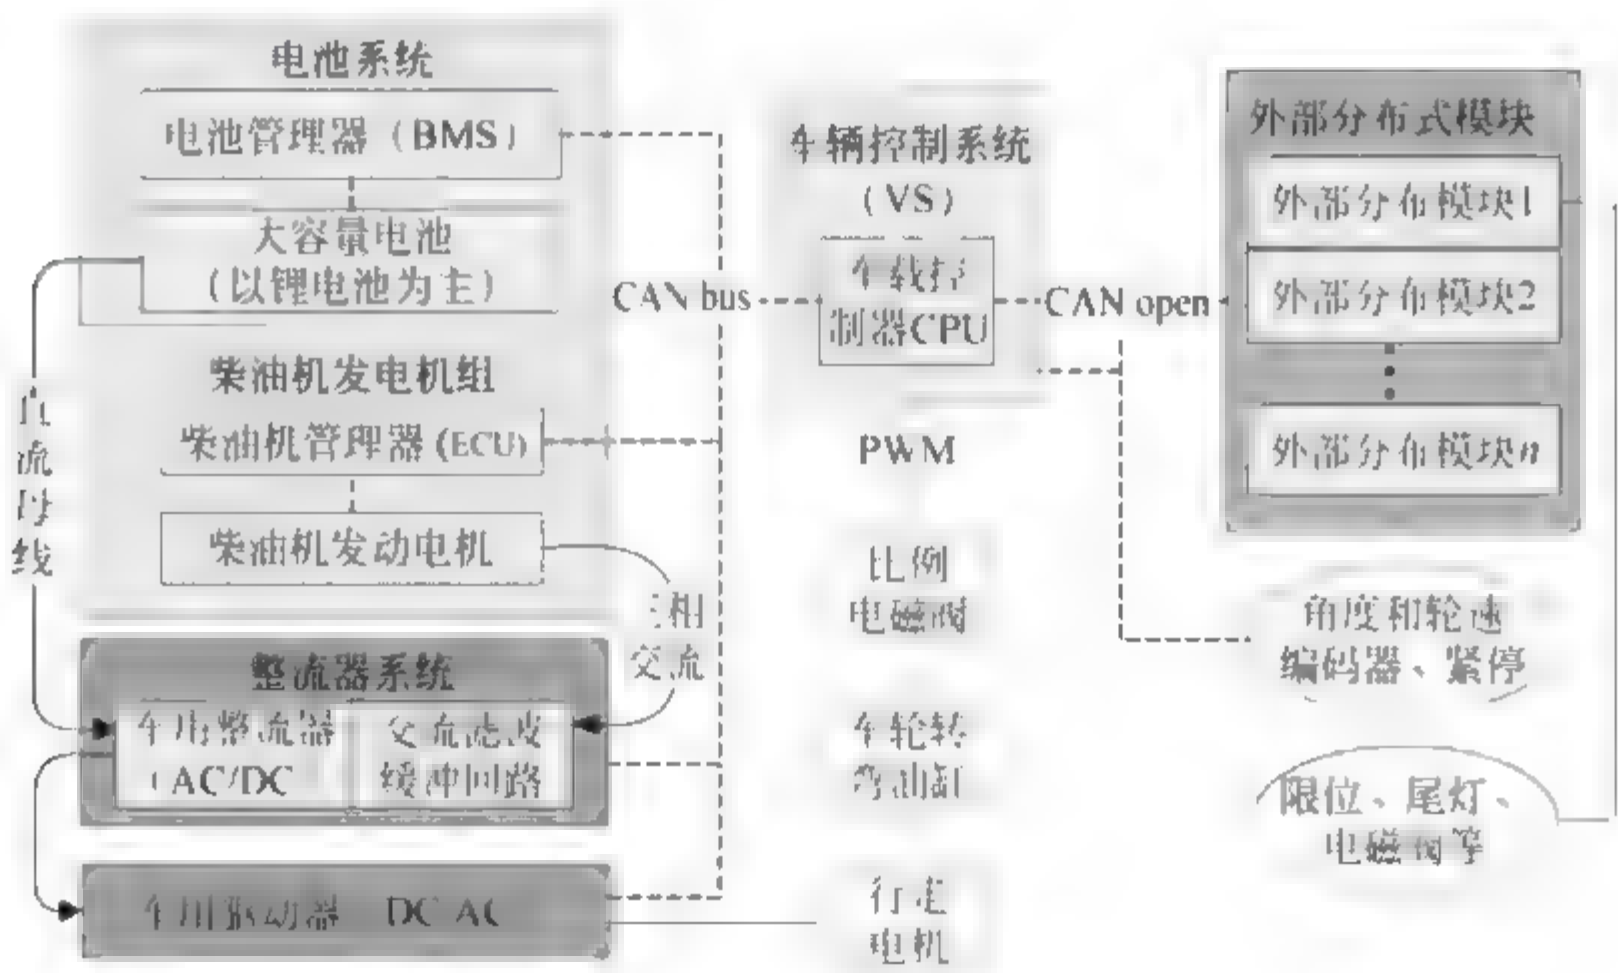 电池系统
电池管理器（BMS）
大容量电池
（以锂电池为主）
柴油机发电机组
柴油机管理器(ECU)
柴油机发动电机
直流母线
三相
交流
整流器系统
车用整流器
（AC/DC
交流滤波
缓冲回路
车用驱动器 DC AC
CAN bus
车辆控制系统
（VS）
车载控
制器CPU
CAN open
PWM
比例
电磁阀
车轮转
弯油缸
行走
电机
外部分布式模块
外部分布模块1
外部分布模块2
外部分布模块n
角度和轮速
编码器、紧停
限位、尾灯、
电磁阀等